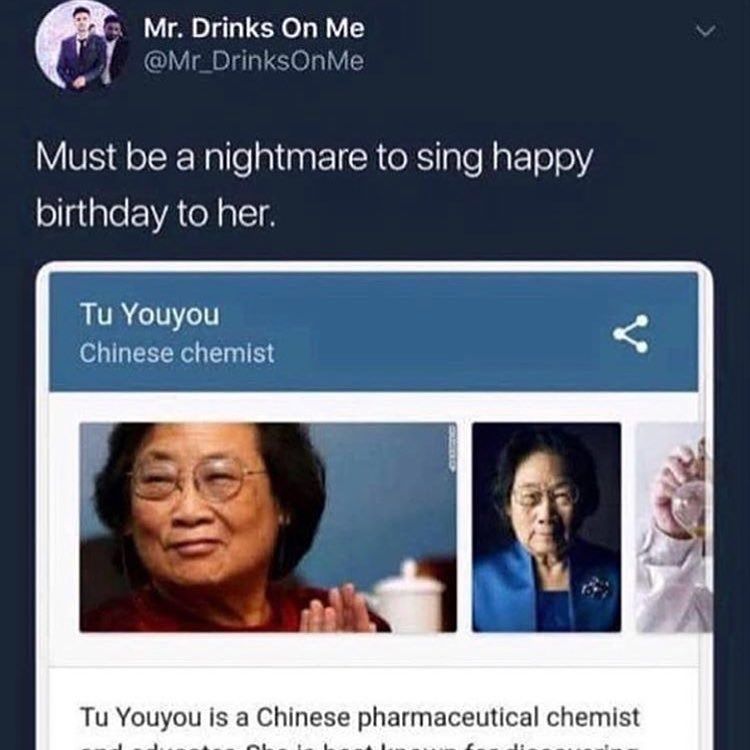 Mr. Drinks On Me
@Mr_DrinksOnMe
Must be a nightmare to sing happy
birthday to her.
Tu Youyou
Chinese chemist
Tu Youyou is a Chinese pharmaceutical chemist